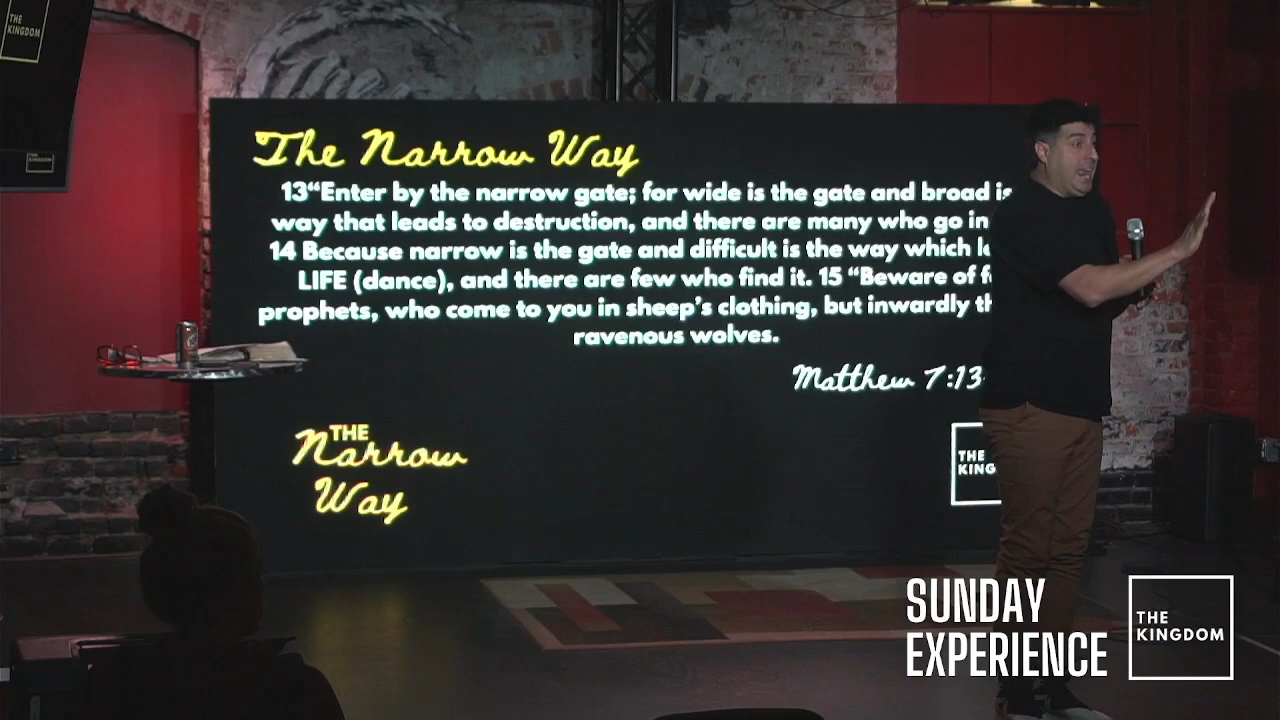 THE
KINGDOM
The Narrow Way
13“Enter by the narrow gate; for wide is the gate and broad is
way that leads to destruction, and there are many who go in
14 Because narrow is the gate and difficult is the way which
LIFE (dance), and there are few who find it. 15 “Beware of
prophets, who come to you in sheep’s clothing, but inwardly
ravenous wolves.
Matthew 7:13-
THE
Narrow
Way
THE
KING
SUNDAY
EXPERIENCE
THE
KINGDOM